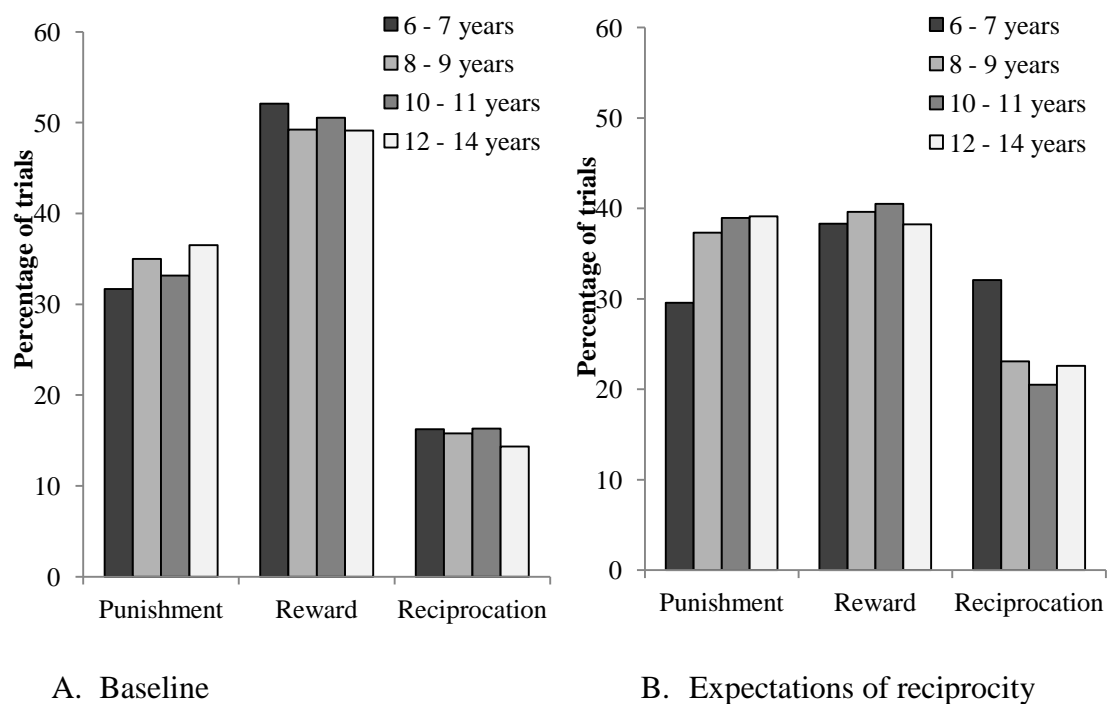 60
50
40
30
20
10
0
Percentage of trials
6 - 7 years
8 - 9 years
10 - 11 years
12 - 14 years
Punishment Reward Reciprocation
A. Baseline
60
50
40
30
20
10
0
Percentage of trials
6 - 7 years
8 - 9 years
10 - 11 years
12 - 14 years
Punishment Reward Reciprocation
B. Expectations of reciprocity